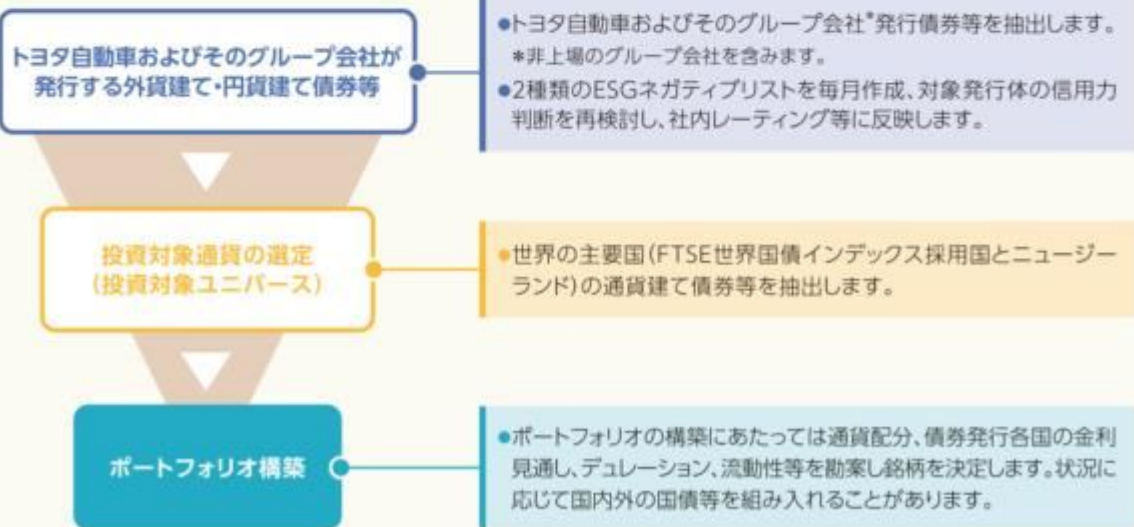 トヨタ自動車およびそのグループ会社が
発行する外貨建て・円貨建て債券等
●トヨタ自動車およびそのグループ会社*発行債券等を抽出します。
*非上場のグループ会社を含みます。
●2種類のESGネガティブリストを毎月作成、対象発行体の信用力
判断を再検討し、社内レーティング等に反映します。
投資対象通貨の選定
(投資対象ユニバース)
●世界の主要国(FTSE世界国債インデックス採用国とニュージー
ランド)の通貨建て債券等を抽出します。
ポートフォリオ構築
●ポートフォリオの構築にあたっては通貨配分、債券発行各国の金利
見通し、デュレーション、流動性等を勘案し銘柄を決定します。状況に
応じて国内外の国債等を組み入れることがあります。